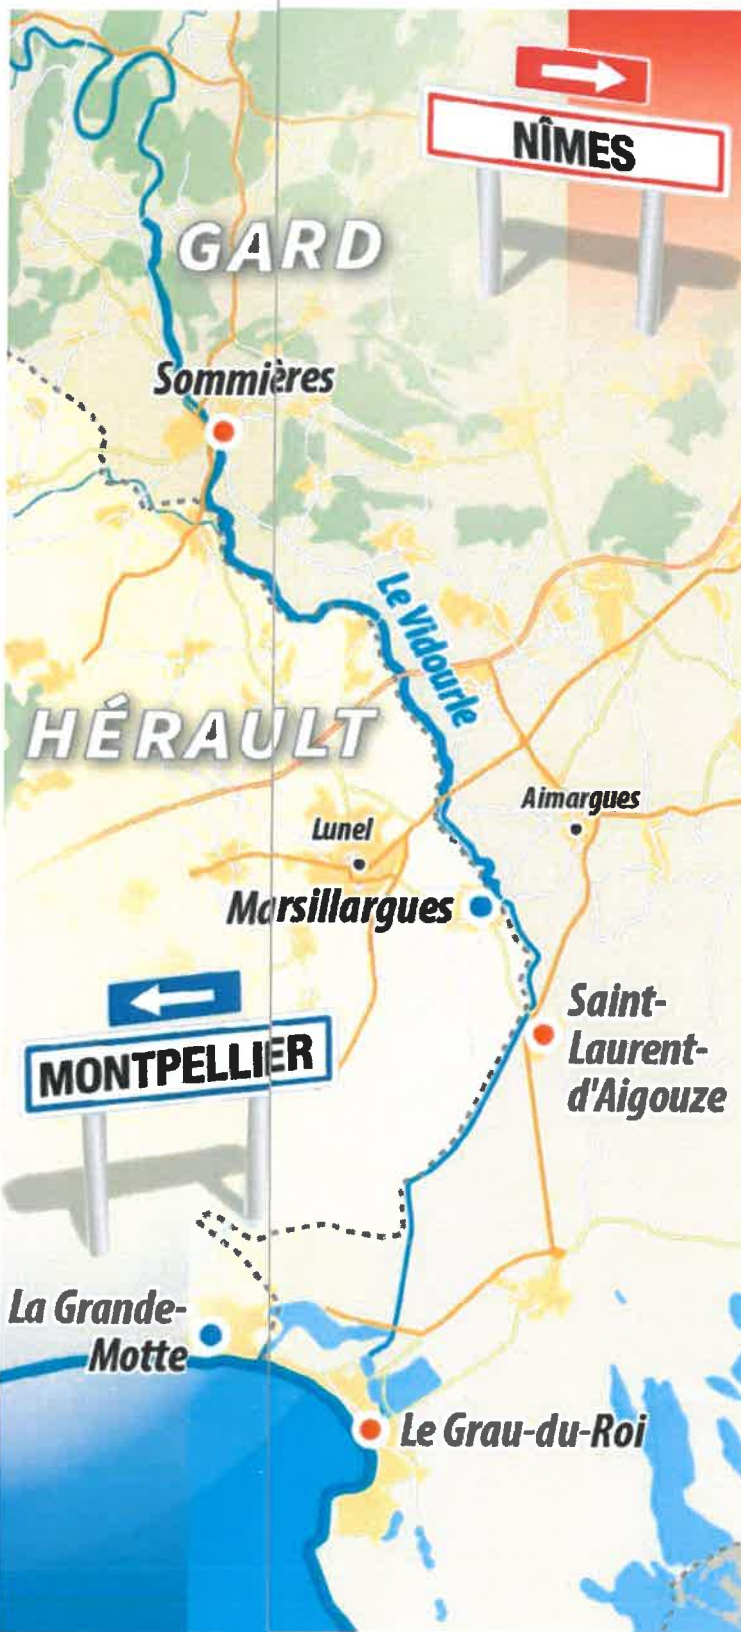 NÎMES
GARD
Sommières
Le Vidourle
HÉRAULT
Aimargues
Lunel
Marsillargues
Saint-
Laurent-
d'Aigouze
MONTPELLIER
La Grande-
Motte
Le Grau-du-Roi